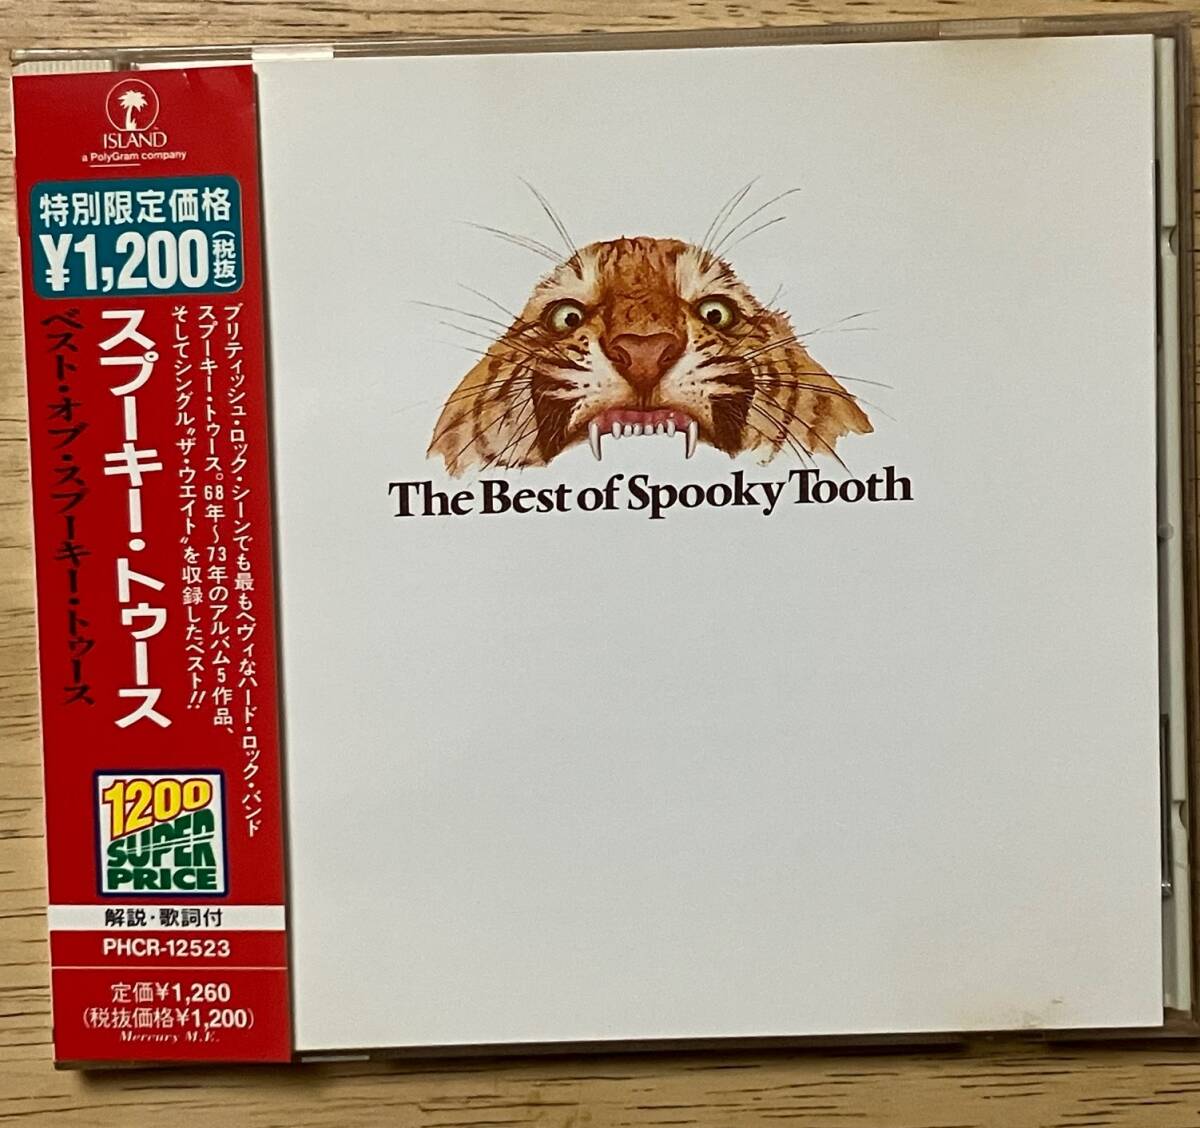 ISLAND
a PolyGram company
特別限定価格
¥1,200(税抜)
ブリティッシュ・ロック・シーンでも最もヘヴィなハード・ロック・バンド
スプーキー・トゥース。68年～73年のアルバム5作品、
そしてシングル“ザ・ウエイト”を収録したベスト!!
スプーキー・トゥース
ベスト・オブ・スプーキー・トゥース
1200
SUPER
PRICE
解説・歌詞付
PHCR-12523
定価¥1,260
(税抜価格¥1,200)
Mercury M.E.
The Best of Spooky Tooth